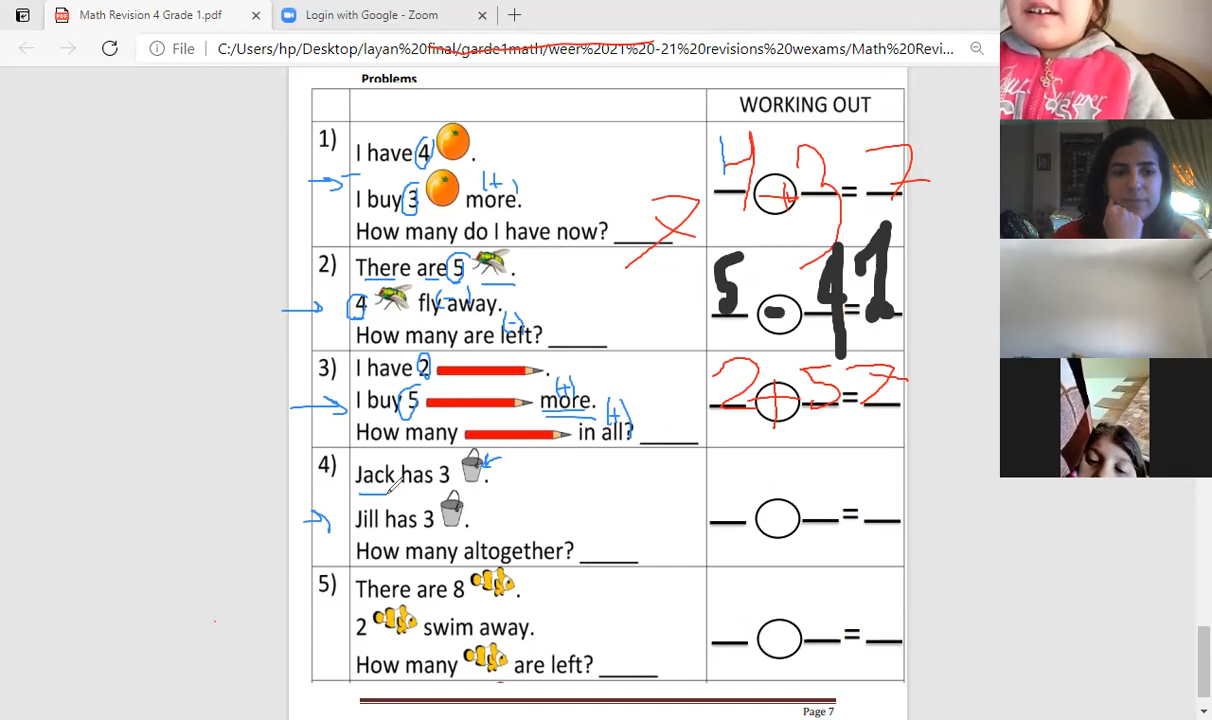 Math Revision 4 Grade 1.pdf
Login with Google - Zoom
File C:/Users/hp/Desktop/layan%20final/garde1math/weer%2021%20-21%20revisions%20wexams/Math%20Revi...
Problems
WORKING OUT
1) I have 4 .
I buy 3 more. (+)
How many do I have now? 7
4 + 3 = 7
2) There are 5 .
4 fly away. (-)
How many are left? (-)
5 - 4 = 1
3) I have 2 .
I buy 5 more. (+)
How many in all? (+)
2 + 5 = 7
4) Jack has 3 .
Jill has 3 .
How many altogether?
=
5) There are 8 .
2 swim away.
How many are left?
=
Page 7